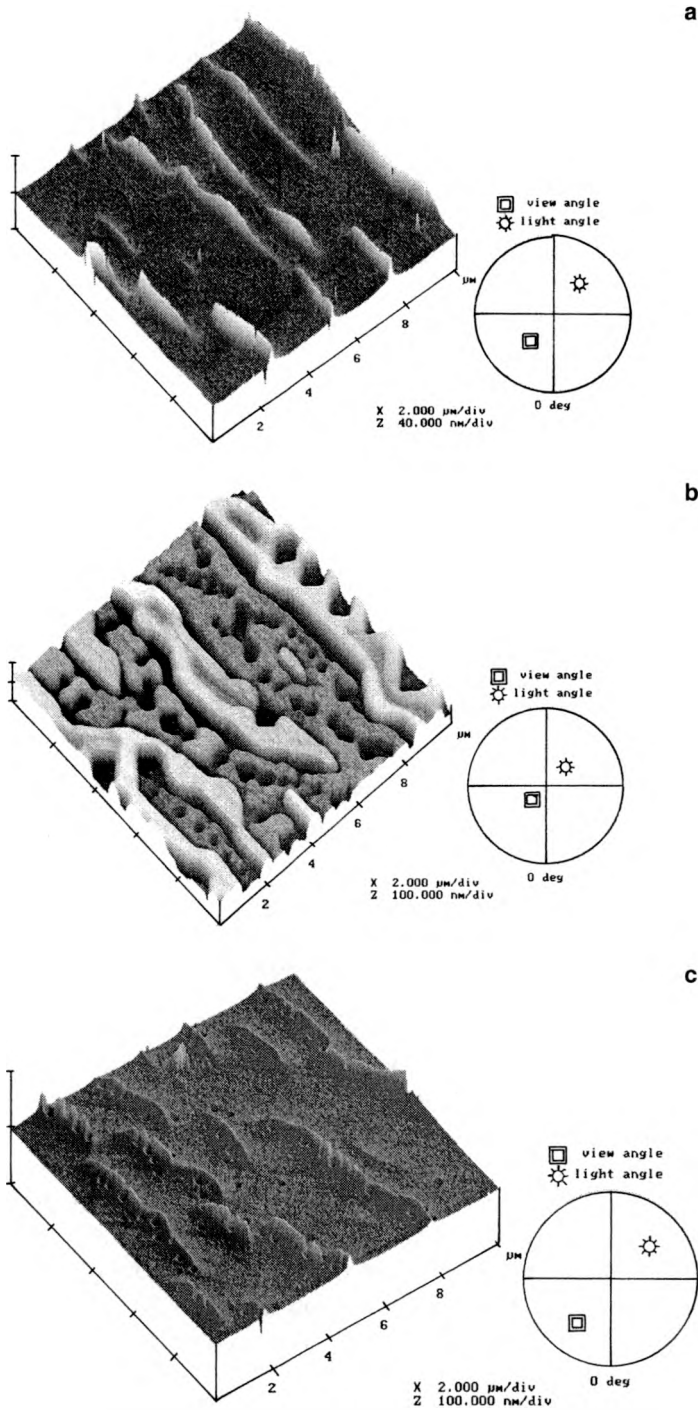 a
view angle
light angle
µM
8
6
4
2
0 deg
X 2.000 µM/div
Z 40.000 nM/div
b
view angle
light angle
µM
8
6
4
2
0 deg
X 2.000 µM/div
Z 100.000 nM/div
c
view angle
light angle
µM
8
6
4
2
0 deg
X 2.000 µM/div
Z 100.000 nM/div